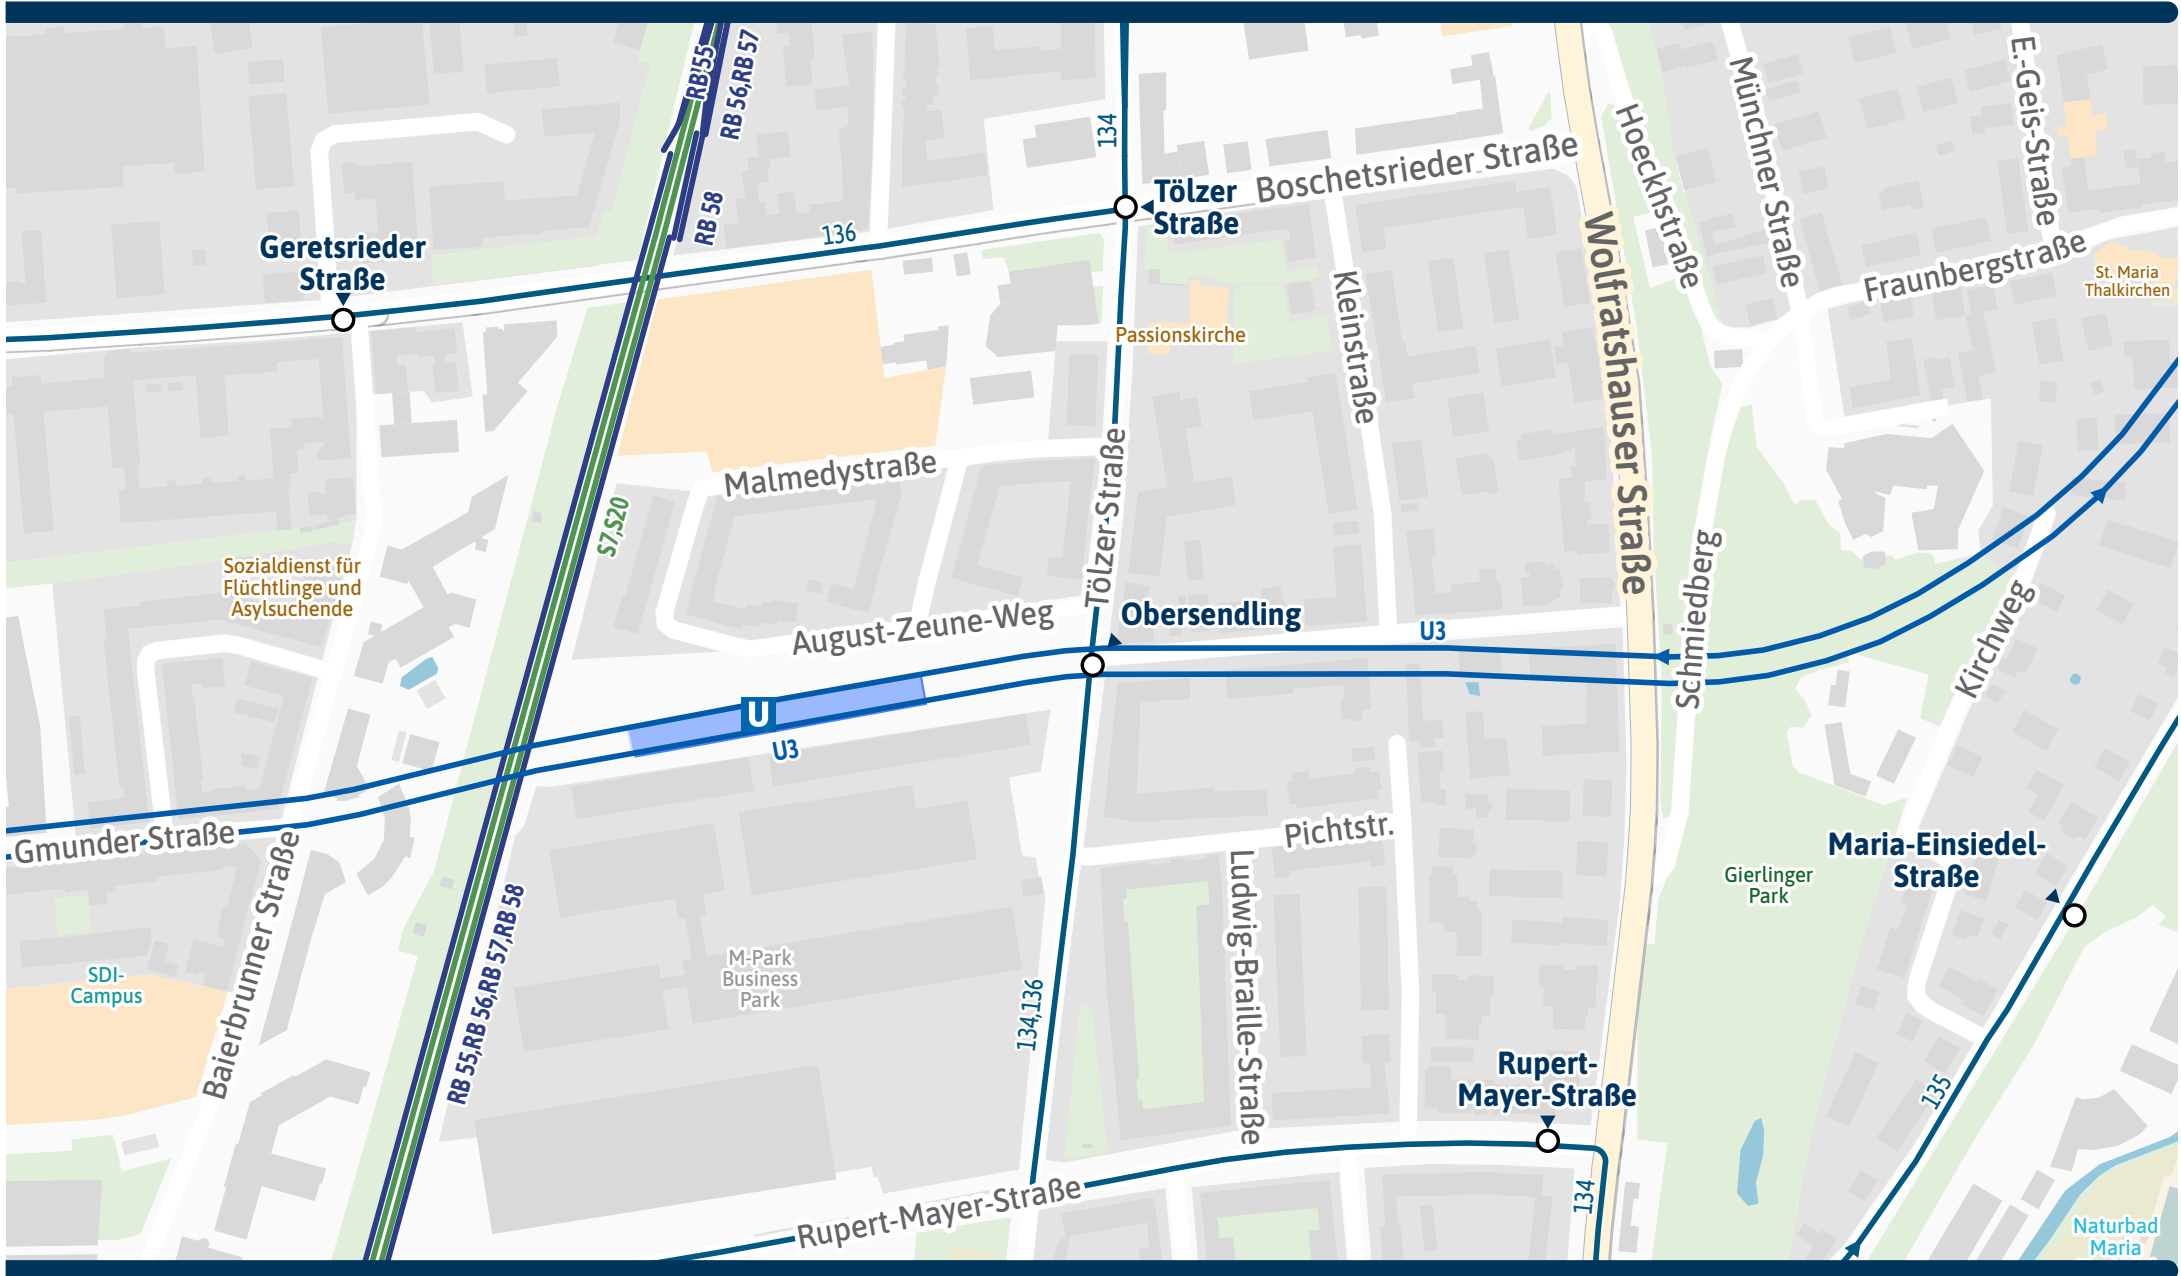 RB 55
RB 56,RB 57
RB 58
134
136
Tölzer
Straße
Boschetsrieder Straße
Geretsrieder
Straße
Hoeckhstraße
Münchner Straße
E.-Geis-Straße
Fraunbergstraße
St. Maria
Thalkirchen
Wolfratshauser Straße
Passionskirche
Kleinstraße
Malmedystraße
S7,S20
Tölzer Straße
Sozialdienst für
Flüchtlinge und
Asylsuchende
August-Zeune-Weg
Obersendling
U3
Schmiedberg
Kirchweg
U
U3
Gmunder Straße
Pichtstr.
Ludwig-Braille-Straße
Maria-Einsiedel-
Straße
Gierlinger
Park
Baierbrunner Straße
RB 55,RB 56,RB 57,RB 58
M-Park
Business
Park
SDI-
Campus
134,136
Rupert-
Mayer-Straße
135
134
Rupert-Mayer-Straße
Naturbad
Maria